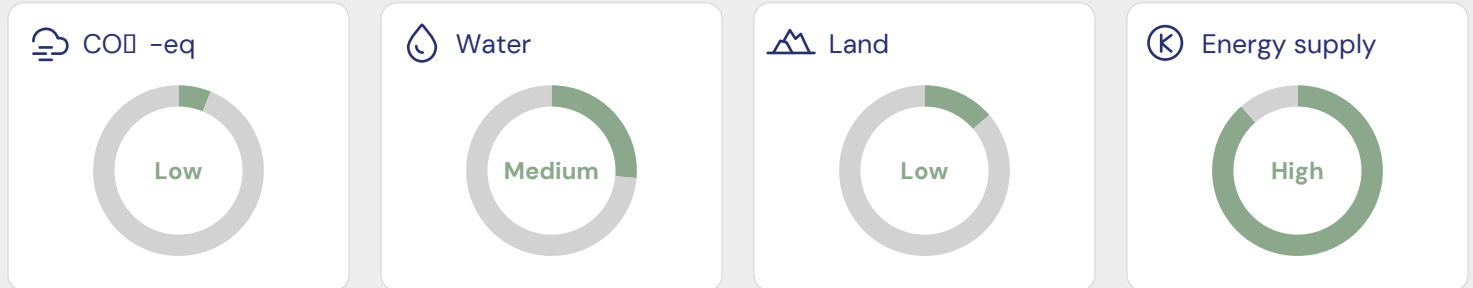 CO▯ -eq
Water
Land
Energy supply
Low
Medium
Low
High